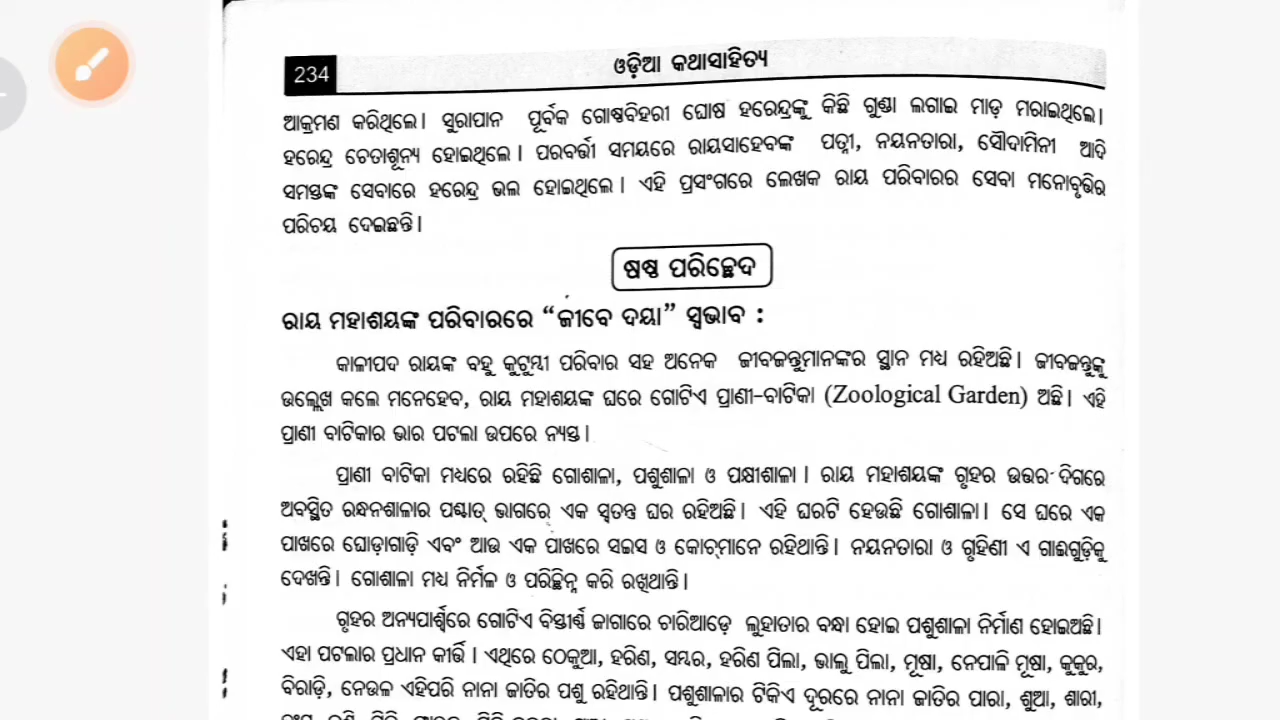 234
ଓଡ଼ିଆ କଥାସାହିତ୍ୟ
ଆକ୍ରମଣ କରିଥିଲେ। ସୁରାପାନ ପୂର୍ବକ ଗୋଷ୍ଠବିହରୀ ଘୋଷ ହରେନ୍ଦ୍ରଙ୍କୁ କିଛି ଗୁଣ୍ଡା ଲଗାଇ ମାଡ଼ ମରାଇଥିଲେ।
ହରେନ୍ଦ୍ର ଚେତାଶୂନ୍ୟ ହୋଇଥିଲେ। ପରବର୍ତ୍ତୀ ସମୟରେ ରାୟସାହେବଙ୍କ ପତ୍ନୀ, ନୟନତାରା, ସୌଦାମିନୀ ଆଦି
ସମସ୍ତଙ୍କ ସେବାରେ ହରେନ୍ଦ୍ର ଭଲ ହୋଇଥିଲେ। ଏହି ପ୍ରସଂଗରେ ଲେଖକ ରାୟ ପରିବାରର ସେବା ମନୋବୃତ୍ତିର
ପରିଚୟ ଦେଇଛନ୍ତି।
ଷଷ୍ଠ ପରିଚ୍ଛେଦ
ରାୟ ମହାଶୟଙ୍କ ପରିବାରରେ “ଜୀବେ ଦୟା” ସ୍ୱଭାବ :
କାଳୀପଦ ରାୟଙ୍କ ବହୁ କୁଟୁମ୍ବୀ ପରିବାର ସହ ଅନେକ ଜୀବଜନ୍ତୁମାନଙ୍କର ସ୍ଥାନ ମଧ୍ୟ ରହିଅଛି। ଜୀବଜନ୍ତୁଙ୍କୁ
ଉଲ୍ଲେଖ କଲେ ମନେହେବ, ରାୟ ମହାଶୟଙ୍କ ଘରେ ଗୋଟିଏ ପ୍ରାଣୀ-ବାଟିକା (Zoological Garden) ଅଛି। ଏହି
ପ୍ରାଣୀ ବାଟିକାର ଭାର ପଟଲା ଉପରେ ନ୍ୟସ୍ତ।
ପ୍ରାଣୀ ବାଟିକା ମଧ୍ୟରେ ରହିଛି ଗୋଶାଳା, ପଶୁଶାଳା ଓ ପକ୍ଷୀଶାଳା। ରାୟ ମହାଶୟଙ୍କ ଗୃହର ଉତ୍ତର ଦିଗରେ
ଅବସ୍ଥିତ ରନ୍ଧନଶାଳାର ପଶ୍ଚାତ୍ ଭାଗରେ ଏକ ସ୍ୱତନ୍ତ୍ର ଘର ରହିଅଛି। ଏହି ଘରଟି ହେଉଛି ଗୋଶାଳା। ସେ ଘରେ ଏକ
ପାଖରେ ଘୋଡ଼ାଗାଡ଼ି ଏବଂ ଆଉ ଏକ ପାଖରେ ସଇସ ଓ କୋଚ୍‌ମାନେ ରହିଥାନ୍ତି। ନୟନତାରା ଓ ଗୃହିଣୀ ଏ ଗାଈଗୁଡ଼ିକୁ
ଦେଖନ୍ତି। ଗୋଶାଳା ମଧ୍ୟ ନିର୍ମଳ ଓ ପରିଚ୍ଛିନ୍ନ କରି ରଖିଥାନ୍ତି।
ଗୃହର ଅନ୍ୟପାର୍ଶ୍ୱରେ ଗୋଟିଏ ବିସ୍ତୀର୍ଣ୍ଣ ଜାଗାରେ ଚାରିଆଡ଼େ ଲୁହାତାର ବନ୍ଧା ହୋଇ ପଶୁଶାଳା ନିର୍ମାଣ ହୋଇଅଛି।
ଏହା ପଟଲାର ପ୍ରଧାନ କୀର୍ତ୍ତି। ଏଥିରେ ଠେକୁଆ, ହରିଣ, ସମ୍ବର, ହରିଣ ପିଲା, ଭାଲୁ ପିଲା, ମୂଷା, ନେପାଳି ମୂଷା, କୁକୁର,
ବିରାଡ଼ି, ନେଉଳ ଏହିପରି ନାନା ଜାତିର ପଶୁ ରହିଥାନ୍ତି। ପଶୁଶାଳାର ଟିକିଏ ଦୂରରେ ନାନା ଜାତିର ପାରା, ଶୁଆ, ଶାରୀ,